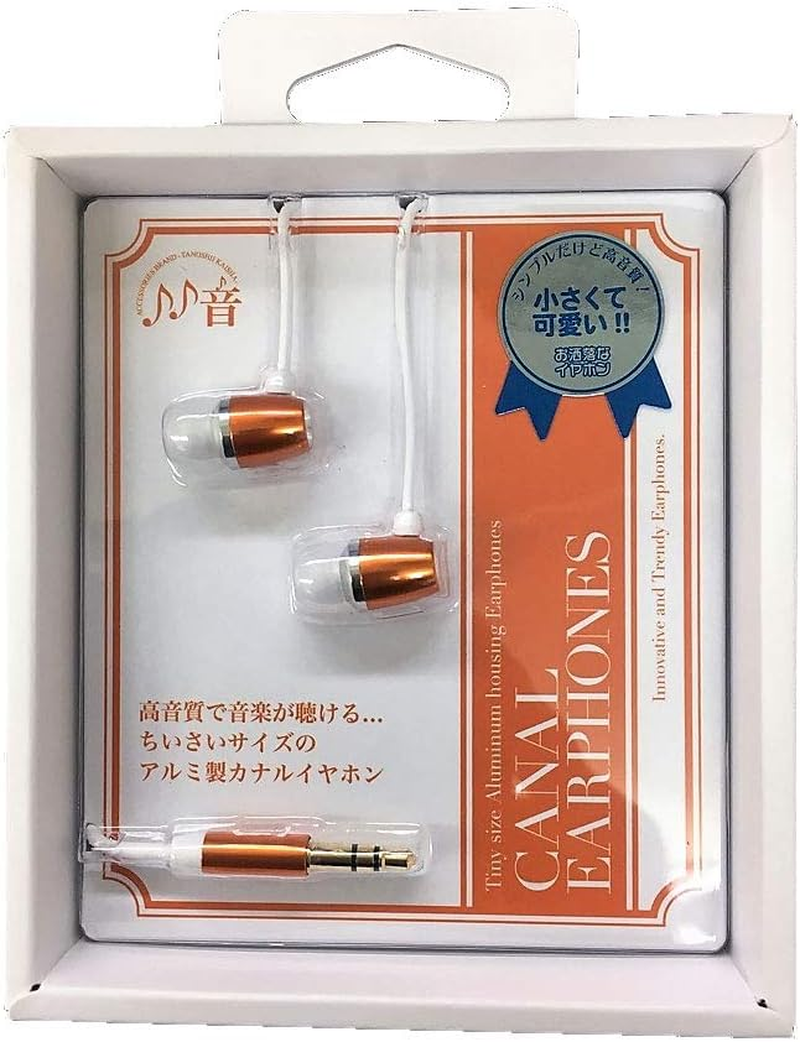 ACCESSORIES BRAND - TANOSHII KAISHA
音
シンプルだけど高音質！
小さくて
可愛い!!
お洒落な
イヤホン
高音質で音楽が聴ける...
ちいさいサイズの
アルミ製カナルイヤホン
Tiny size Aluminum housing Earphones
CANAL
EARPHONES
Innovative and Trendy Earphones.